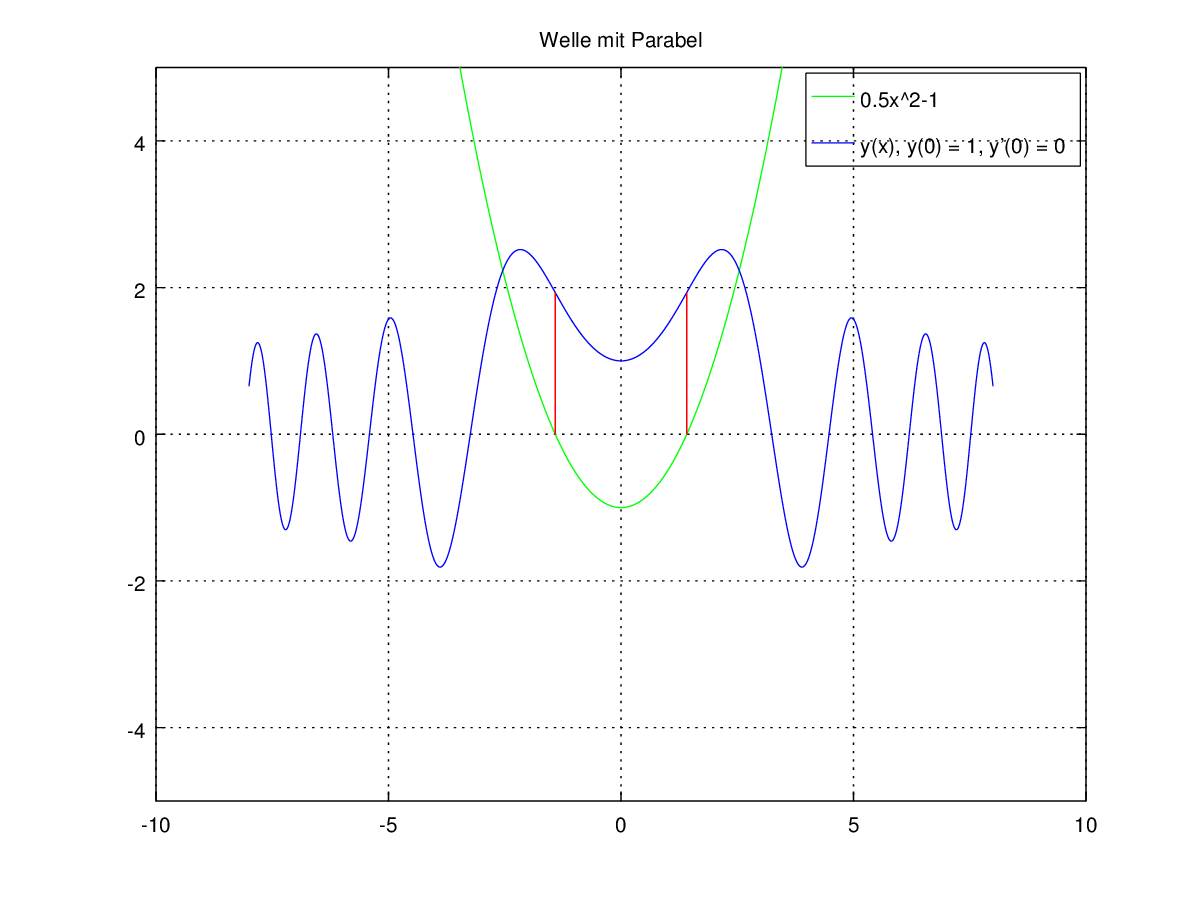 Welle mit Parabel
0.5x^2-1
y(x), y(0) = 1, y'(0) = 0
4
2
0
-2
-4
-10 -5 0 5 10